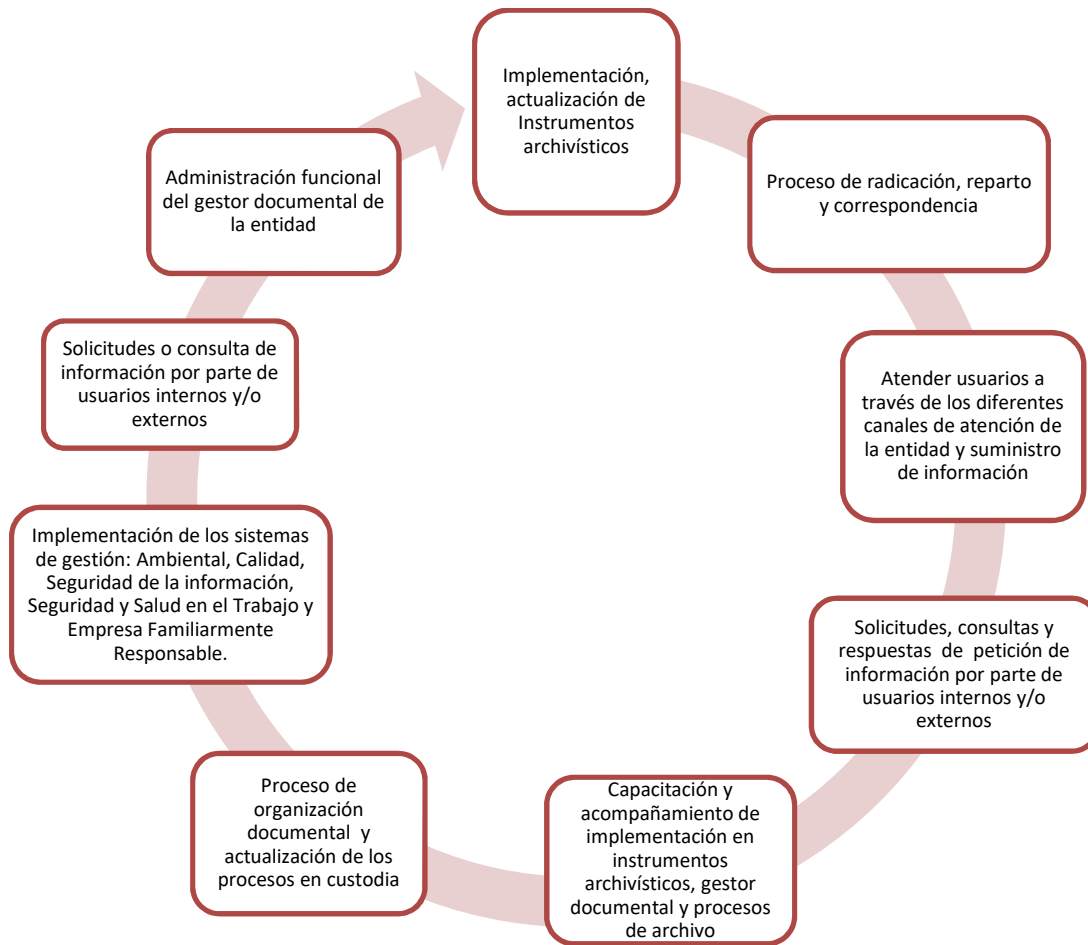 Implementación,
actualización de
Instrumentos
archivísticos
Proceso de radicación, reparto
y correspondencia
Atender usuarios a
través de los diferentes
canales de atención de
la entidad y suministro
de información
Solicitudes, consultas y
respuestas de petición de
información por parte de
usuarios internos y/o
externos
Capacitación y
acompañamiento de
implementación en
instrumentos
archivísticos, gestor
documental y procesos
de archivo
Proceso de
organización
documental y
actualización de los
procesos en custodia
Implementación de los sistemas
de gestión: Ambiental, Calidad,
Seguridad de la información,
Seguridad y Salud en el Trabajo y
Empresa Familiarmente
Responsable.
Solicitudes o consulta de
información por parte de
usuarios internos y/o
externos
Administración funcional
del gestor documental de
la entidad